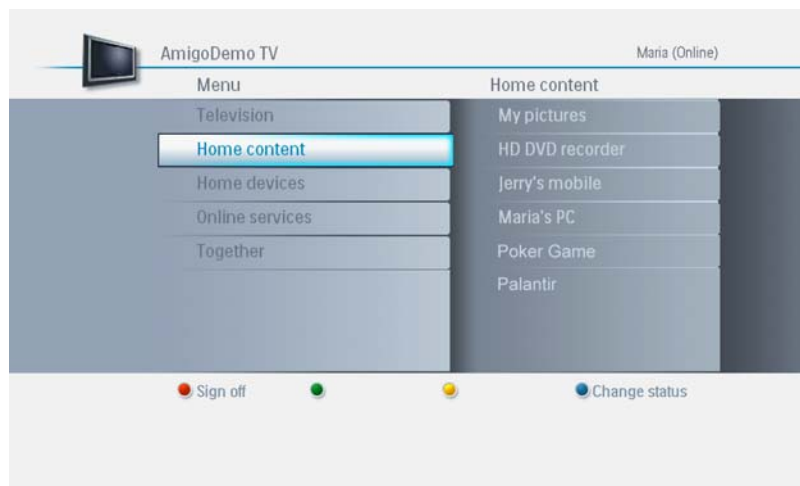 AmigoDemo TV
Maria (Online)
Menu
Home content
Television
Home content
Home devices
Online services
Together
My pictures
HD DVD recorder
Jerry's mobile
Maria's PC
Poker Game
Palantir
Sign off
Change status